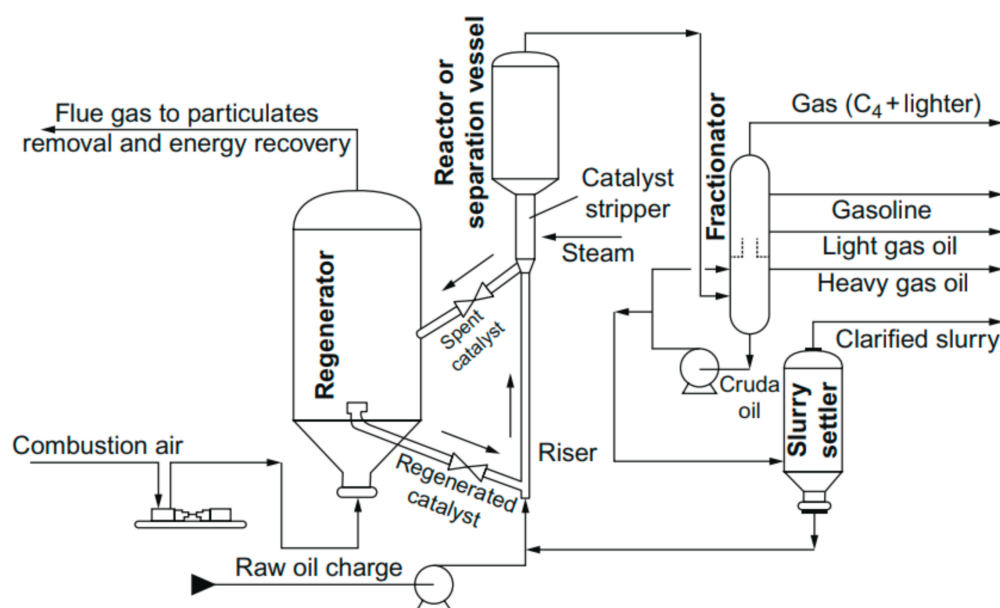 Flue gas to particulates
removal and energy recovery
Reactor or
separation vessel
Gas (C₄ + lighter)
Fractionator
Catalyst
stripper
Steam
Gasoline
Light gas oil
Heavy gas oil
Clarified slurry
Regenerator
Spent
catalyst
Cruda
oil
Slurry
settler
Combustion air
Riser
Regenerated
catalyst
Raw oil charge